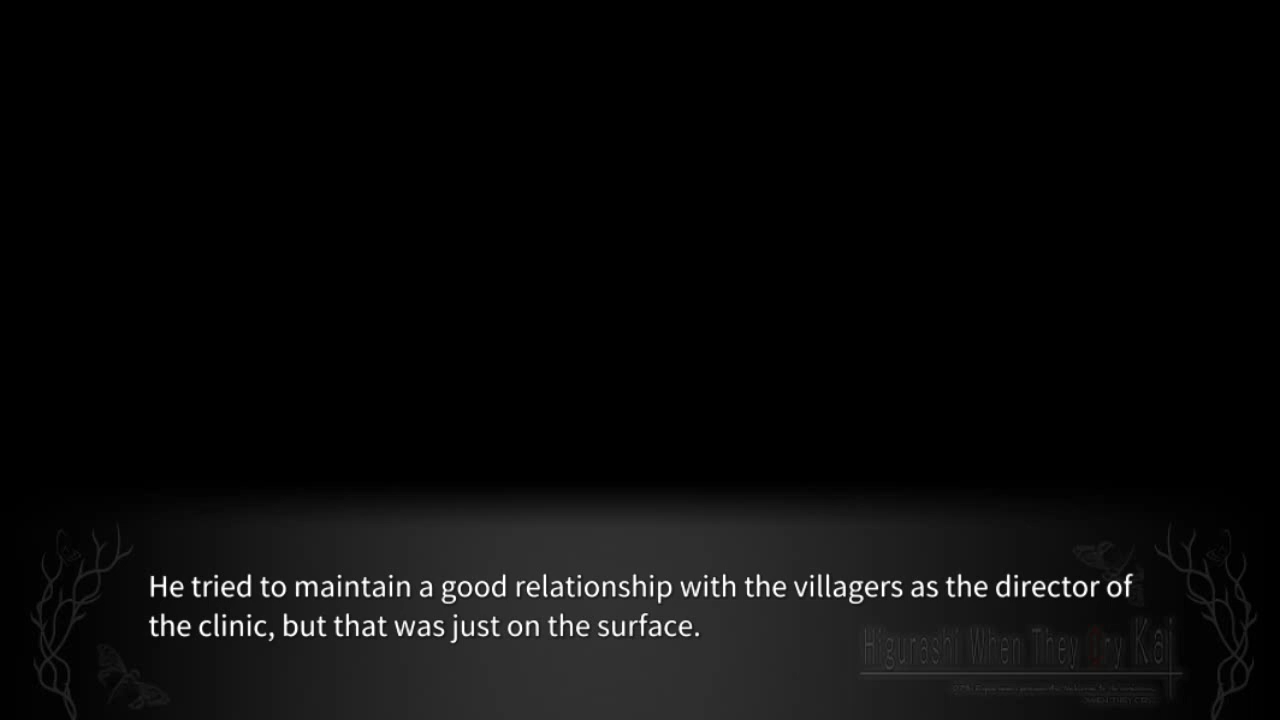 He tried to maintain a good relationship with the villagers as the director of
the clinic, but that was just on the surface.
Higurashi When They Cry Kai